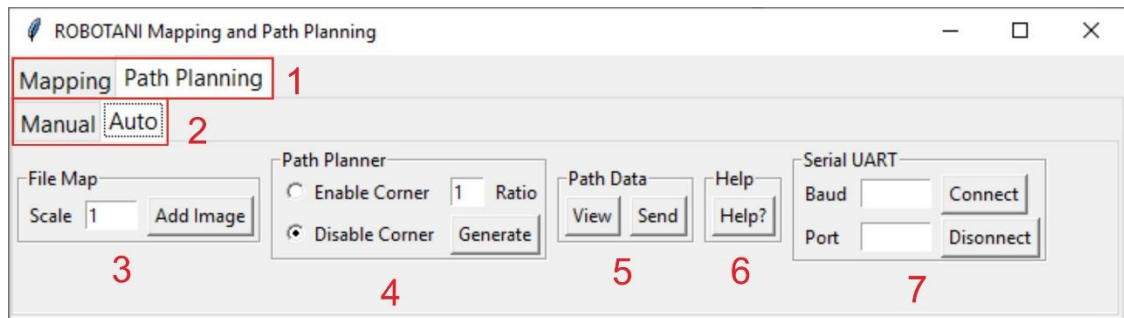 ROBOTANI Mapping and Path Planning
Mapping Path Planning 1
Manual Auto 2
File Map
Scale 1 Add Image
3
Path Planner
Enable Corner 1 Ratio
Disable Corner Generate
4
Path Data
View Send
5
Help
Help?
6
Serial UART
Baud Connect
Port Disonnect
7